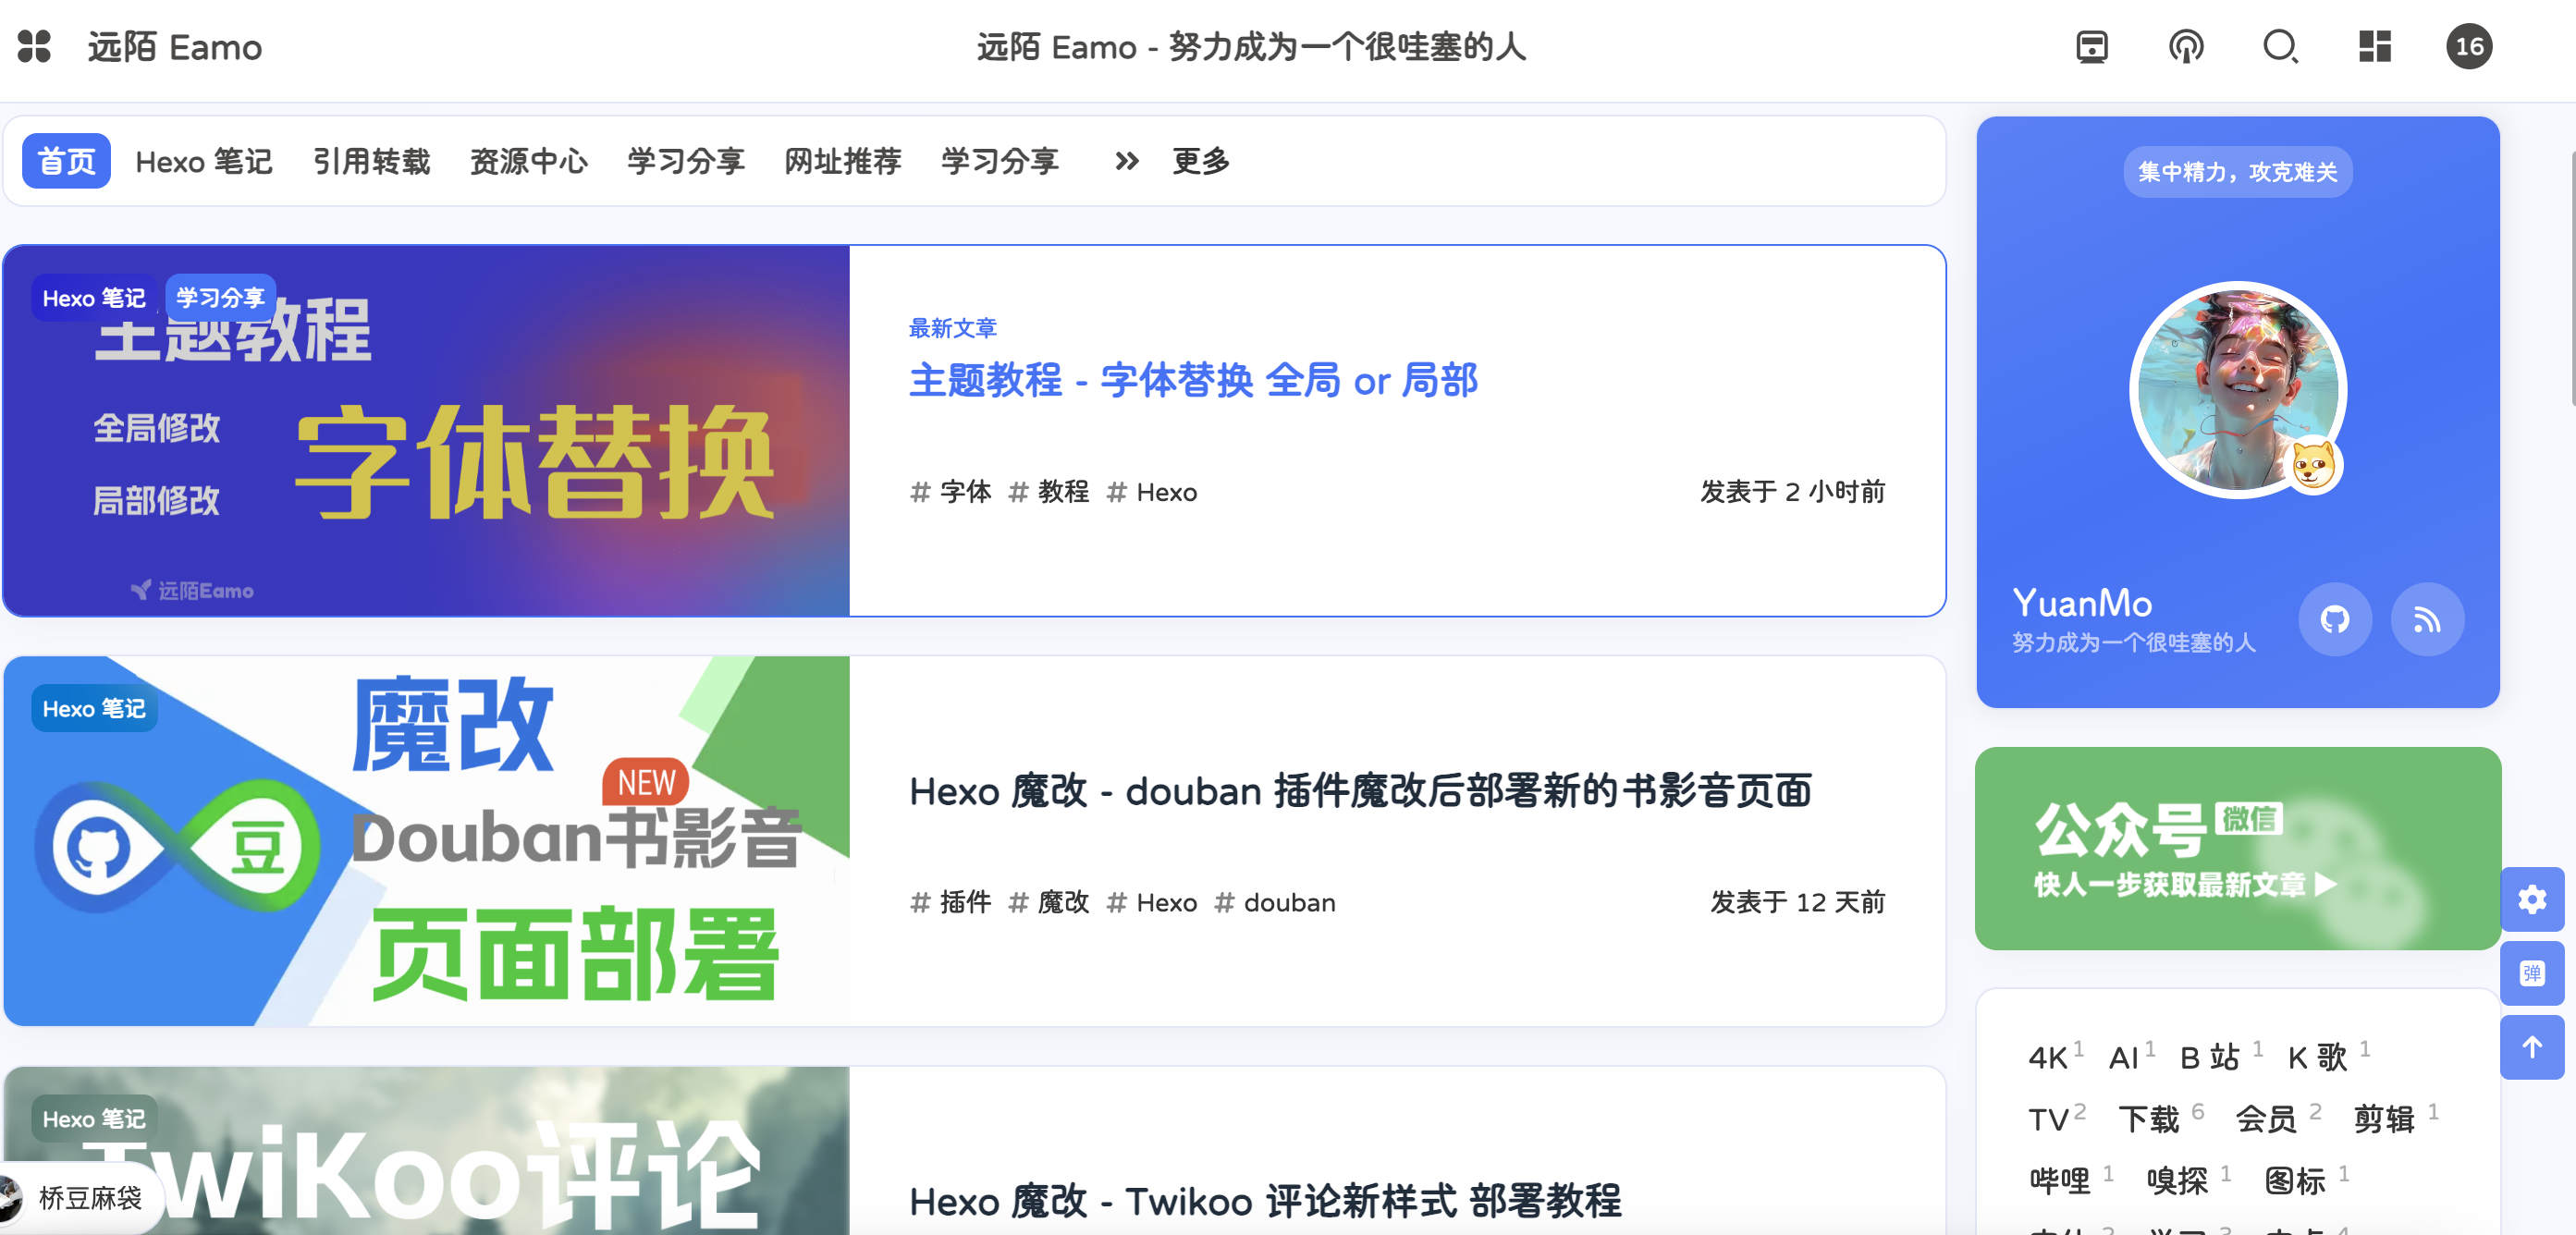 远陌 Eamo
远陌 Eamo - 努力成为一个很哇塞的人
16
首页 Hexo 笔记 引用转载 资源中心 学习分享 网址推荐 学习分享 更多
Hexo 笔记 学习分享
主题教程
全局修改
局部修改
字体替换
远陌Eamo
最新文章
主题教程 - 字体替换 全局 or 局部
# 字体 # 教程 # Hexo
发表于 2 小时前
Hexo 笔记
魔改
NEW
豆
Douban书影音
页面部署
Hexo 魔改 - douban 插件魔改后部署新的书影音页面
# 插件 # 魔改 # Hexo # douban
发表于 12 天前
Hexo 笔记
TwiKoo评论
桥豆麻袋
Hexo 魔改 - Twikoo 评论新样式 部署教程
集中精力，攻克难关
YuanMo
努力成为一个很哇塞的人
公众号 微信
快人一步获取最新文章
弹
4K 1 AI 1 B 站 1 K 歌 1
TV 2 下载 6 会员 2 剪辑 1
哔哩 1 嗅探 1 图标 1